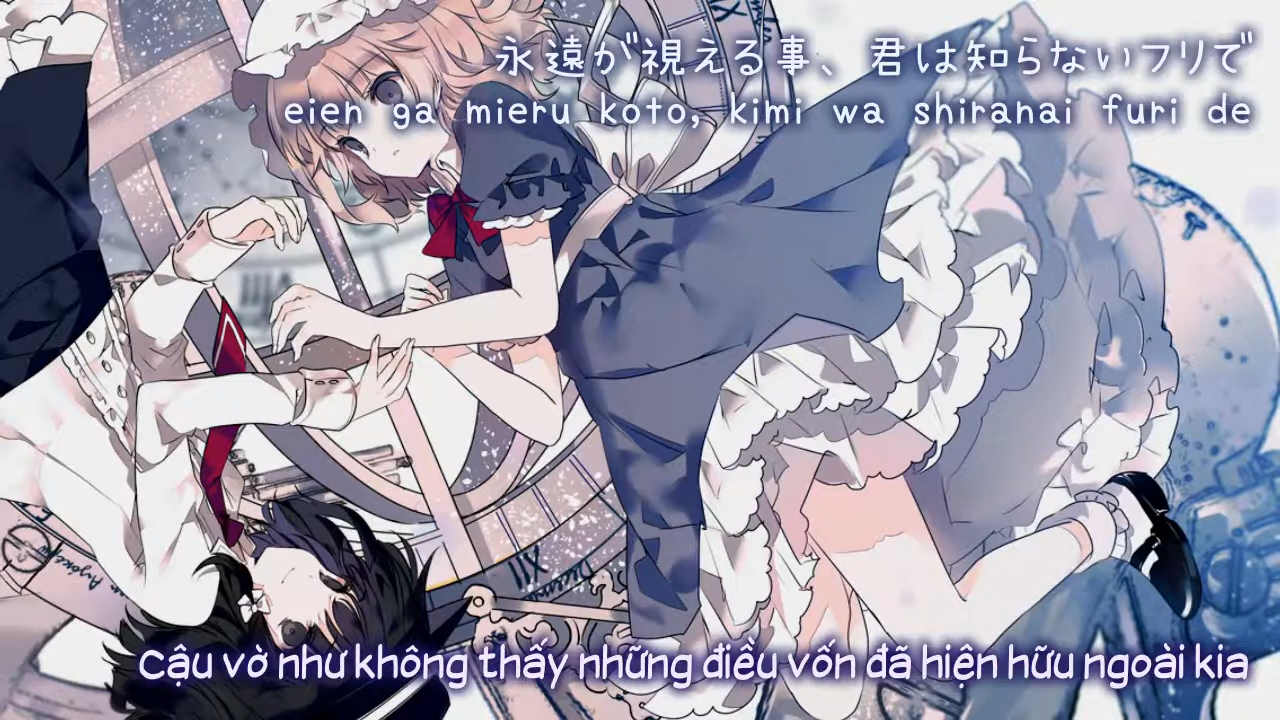 永遠が視える事、君は知らないフリで
eien ga mieru koto, kimi wa shiranai furi de
XII
Cậu vờ như không thấy những điều vốn đã hiện hữu ngoài kia